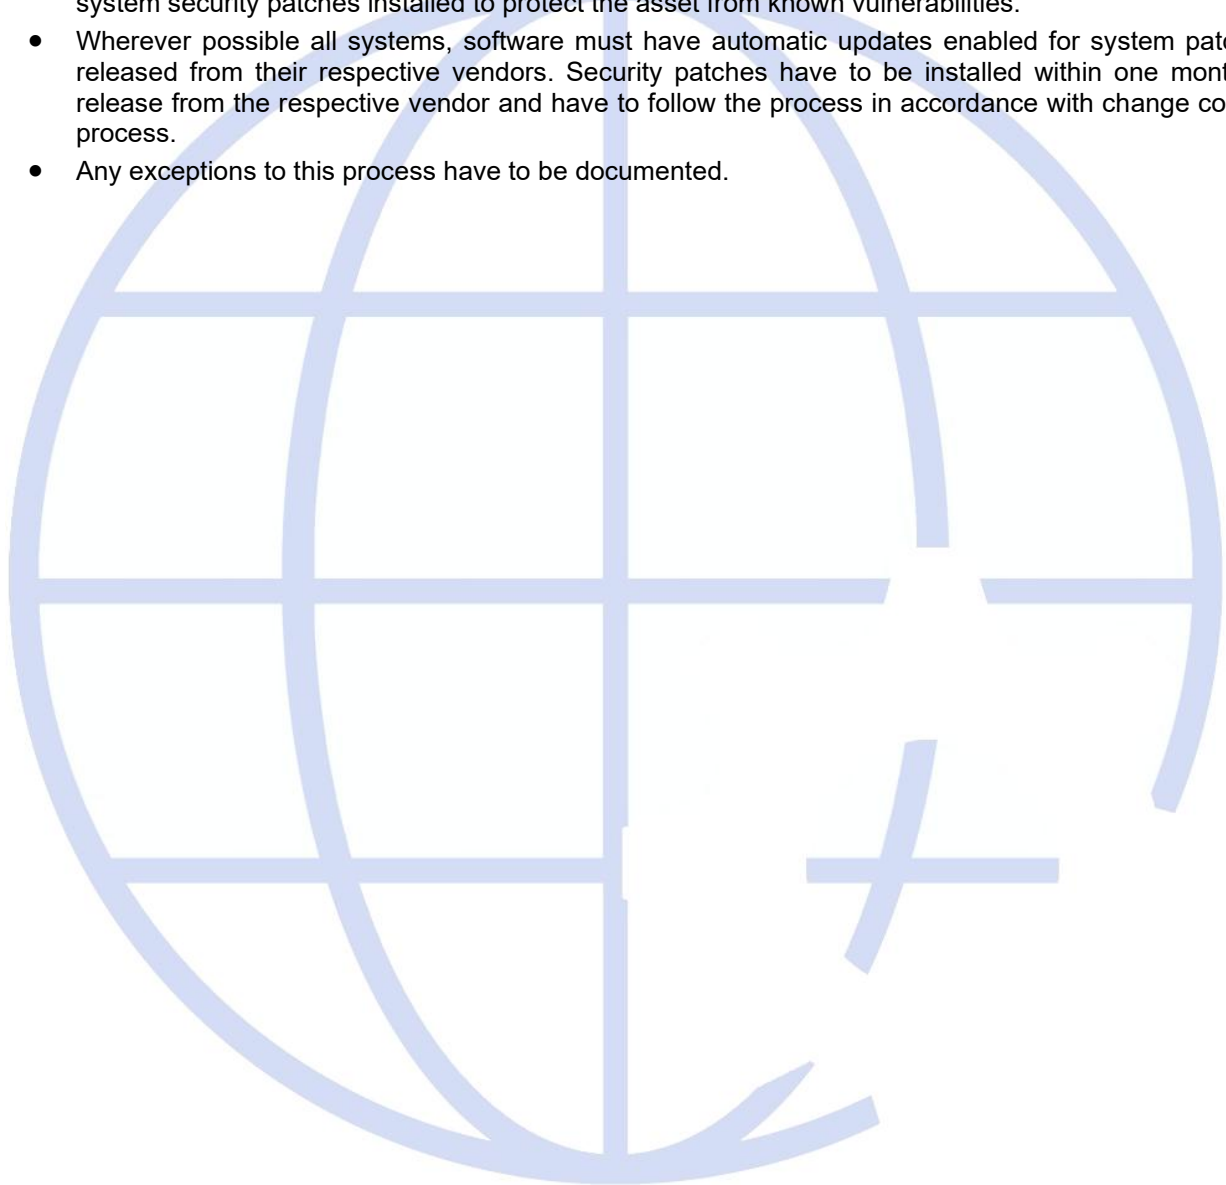 system security patches installed to protect the asset from known vulnerabilities.
● Wherever possible all systems, software must have automatic updates enabled for system
released from their respective vendors. Security patches have to be installed within one
release from the respective vendor and have to follow the process in accordance with change
process.
● Any exceptions to this process have to be documented.